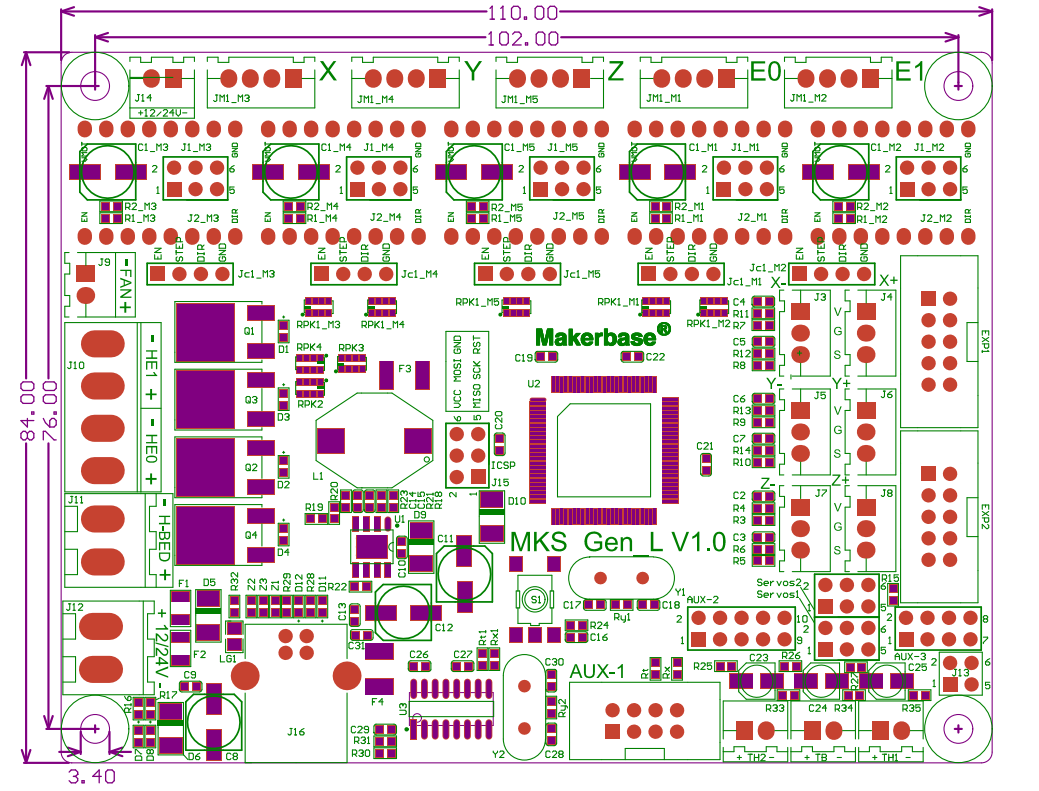 110.00
102.00
84.00
76.00
3.40
X Y Z E0 E1
J14 JM1_M3 JM1_M4 JM1_M5 JM1_M1 JM1_M2
+12/24V-
C1_M3 J1_M3 GND C1_M4 J1_M4 GND C1_M5 J1_M5 GND C1_M1 J1_M1 GND C1_M2 J1_M2 GND
2 6 2 6 2 6 2 6 2 6
1 5 1 5 1 5 1 5 1 5
EN R2_M3 DIR EN R2_M4 DIR EN R2_M5 DIR EN R2_M1 DIR EN R2_M2 DIR
R1_M3 J2_M3 R1_M4 J2_M4 R1_M5 J2_M5 R1_M1 J2_M1 R1_M2 J2_M2
EN STEP DIR GND EN STEP DIR GND EN STEP DIR GND EN STEP DIR GND EN STEP DIR GND
Jc1_M3 Jc1_M4 Jc1_M5 Jc1_M1 Jc1_M2
J9
-FAN+
RPK1_M3 RPK1_M4 RPK1_M5 RPK1_M1 RPK1_M2
X- X+
J3 J4
C4
R11
R7
C5
R12
R8
V
G
S
EXP1
Q1 D1
Q3 D3
Q2 D2
Q4 D4
RPK4 RPK3
RPK2
F3
Makerbase®
C19 C22
U2
VCC MOSI GND
MISO SCK RST
6 5
C20
ICSP
J15
2 1
J10
- HE1 + - HE0 +
L1
C21
Y- Y+
J5 J6
C6
R13
R9
C7
R14
R10
V
G
S
Z- Z+
J7 J8
C2
R4
R3
C3
R6
R5
V
G
S
EXP2
J11
- H-BED +
R20 R23 C14 C15 R21 R18
R19
U1
D9
D10
C10
C11
MKS Gen_L V1.0
J12
+ 12/24V -
F1 D5 R32 Z2 Z3 Z1 R29 D12 R28 D11
R22
C13
C12
C31
F2 LG1
S1
Y1
C17 Ry1 C18
R24
C16
AUX-2
2 10
1 9
Servos2
Servos1
2 6
1 5
2 6
1 5
R15
2 8
1 7
AUX-3
C9
R16 R17
D7 D8 D6 C8
J16
F4
C29
R31
R30
C26 C27
Rt1 Rx1
U3
C30
Ry2
C28
Y2
AUX-1
Rt Rx
R25 C23 R26 R27 C25
R33 C24 R34 R35
J13
2 6
1 5
+ TH2 - + TB - + TH1 -